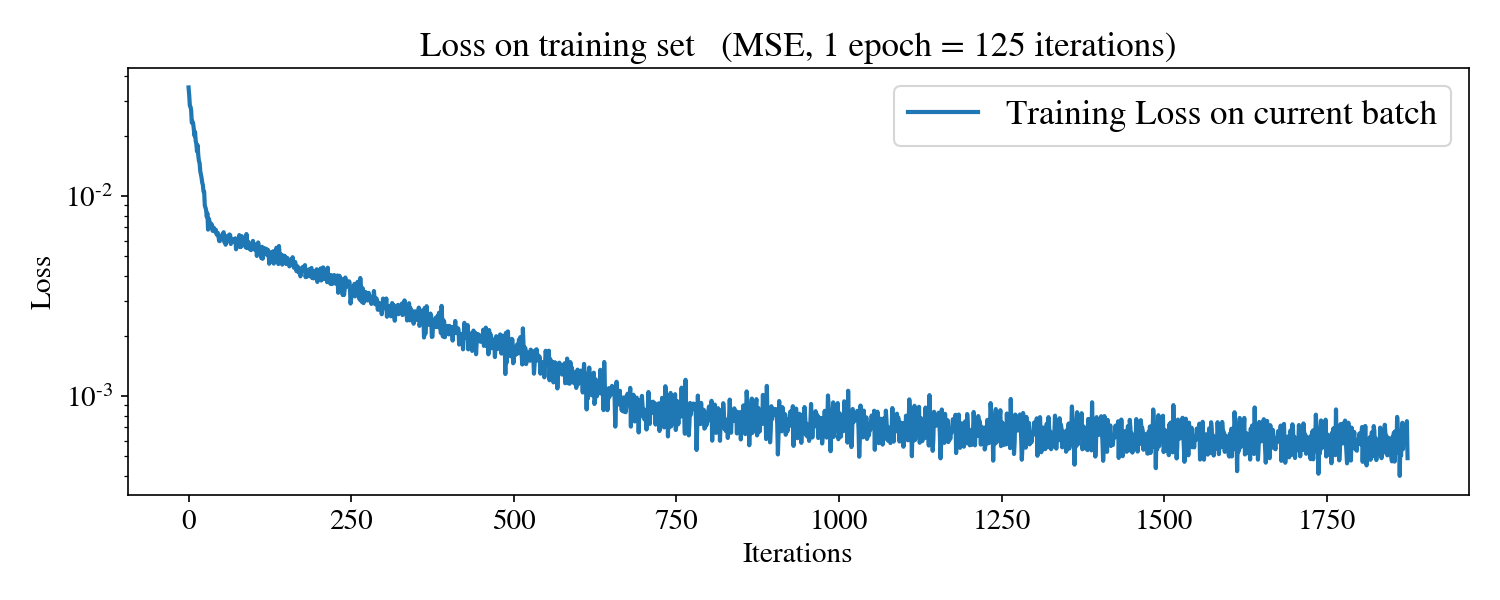 Loss on training set (MSE, 1 epoch = 125 iterations)
Training Loss on current batch
10-2
10-3
Loss
0 250 500 750 1000 1250 1500 1750
Iterations